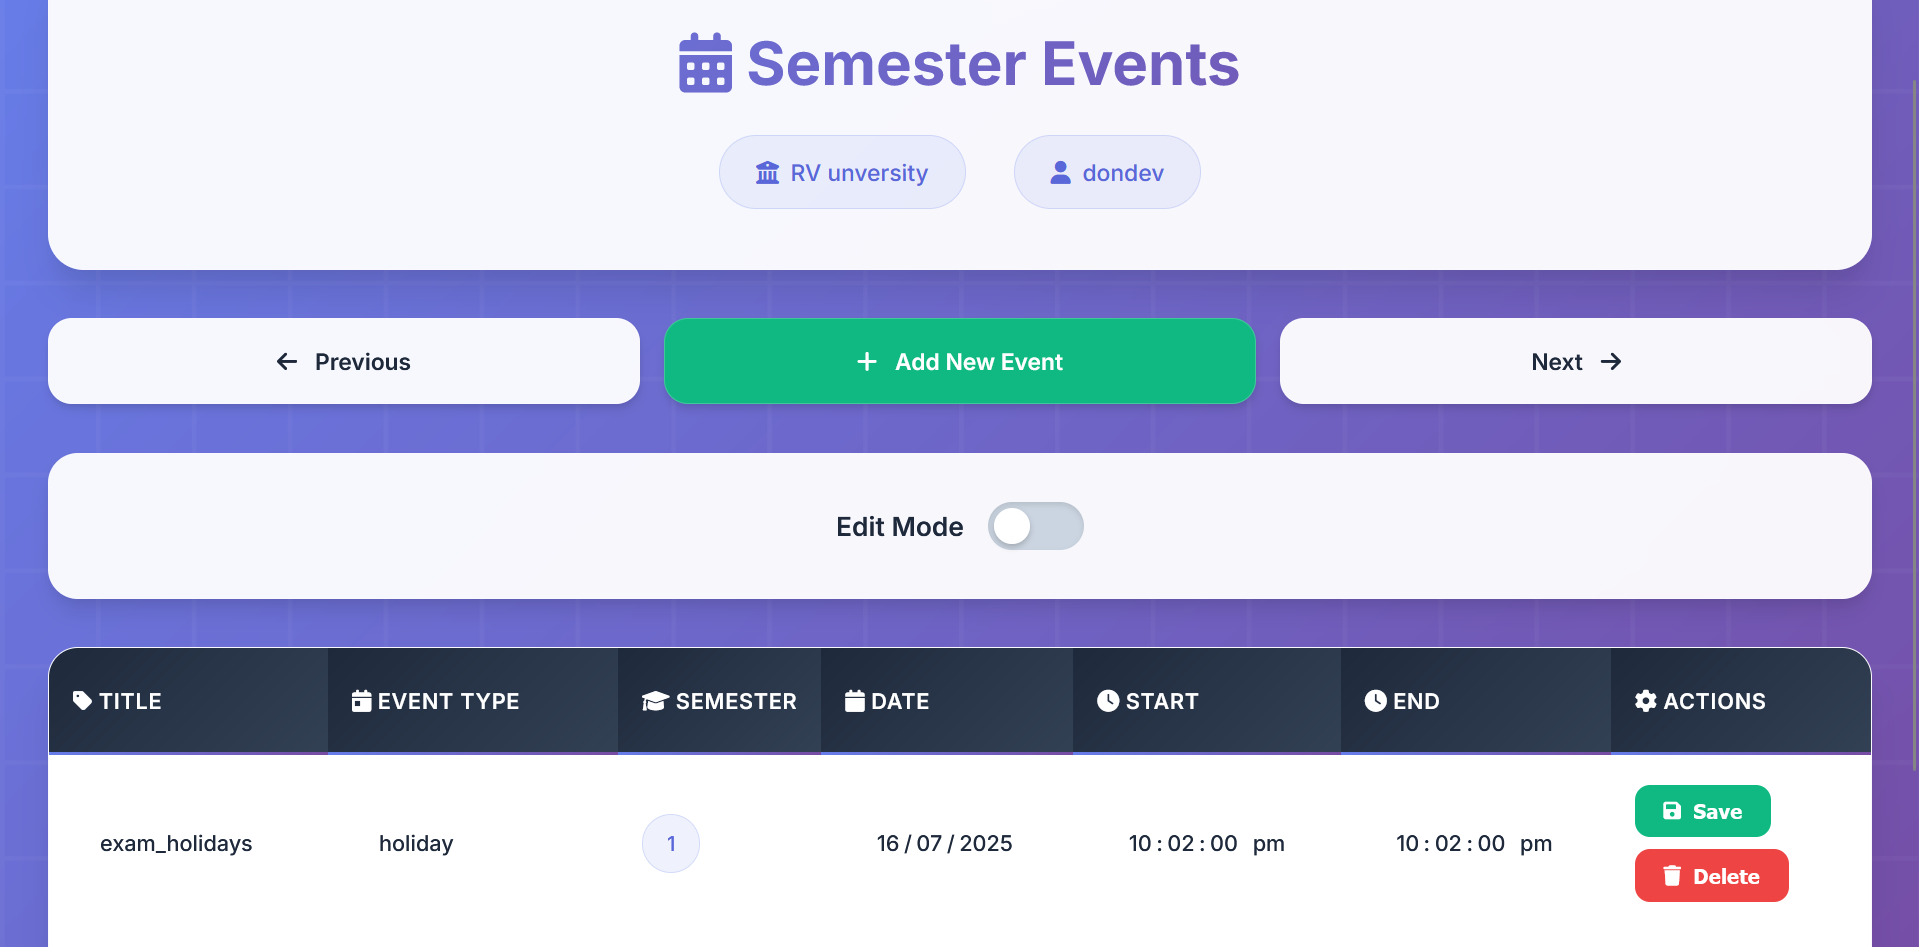 Semester Events
RV unversity
dondev
Previous
Add New Event
Next
Edit Mode
TITLE EVENT TYPE SEMESTER DATE START END ACTIONS
exam_holidays holiday 1 16/07/2025 10:02:00 pm 10:02:00 pm
Save
Delete